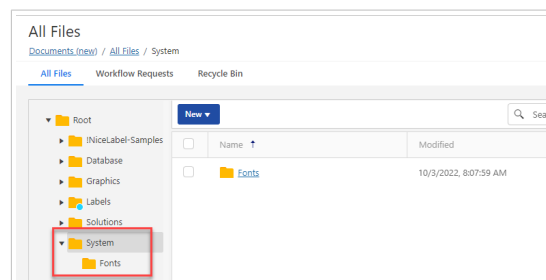 All Files
Documents (new) / All Files / System
All Files Workflow Requests Recycle Bin
Root
!NiceLabel-Samples
Database
Graphics
Labels
Solutions
System
Fonts
New
Sea
Name Modified
Fonts 10/3/2022, 8:07:59 AM